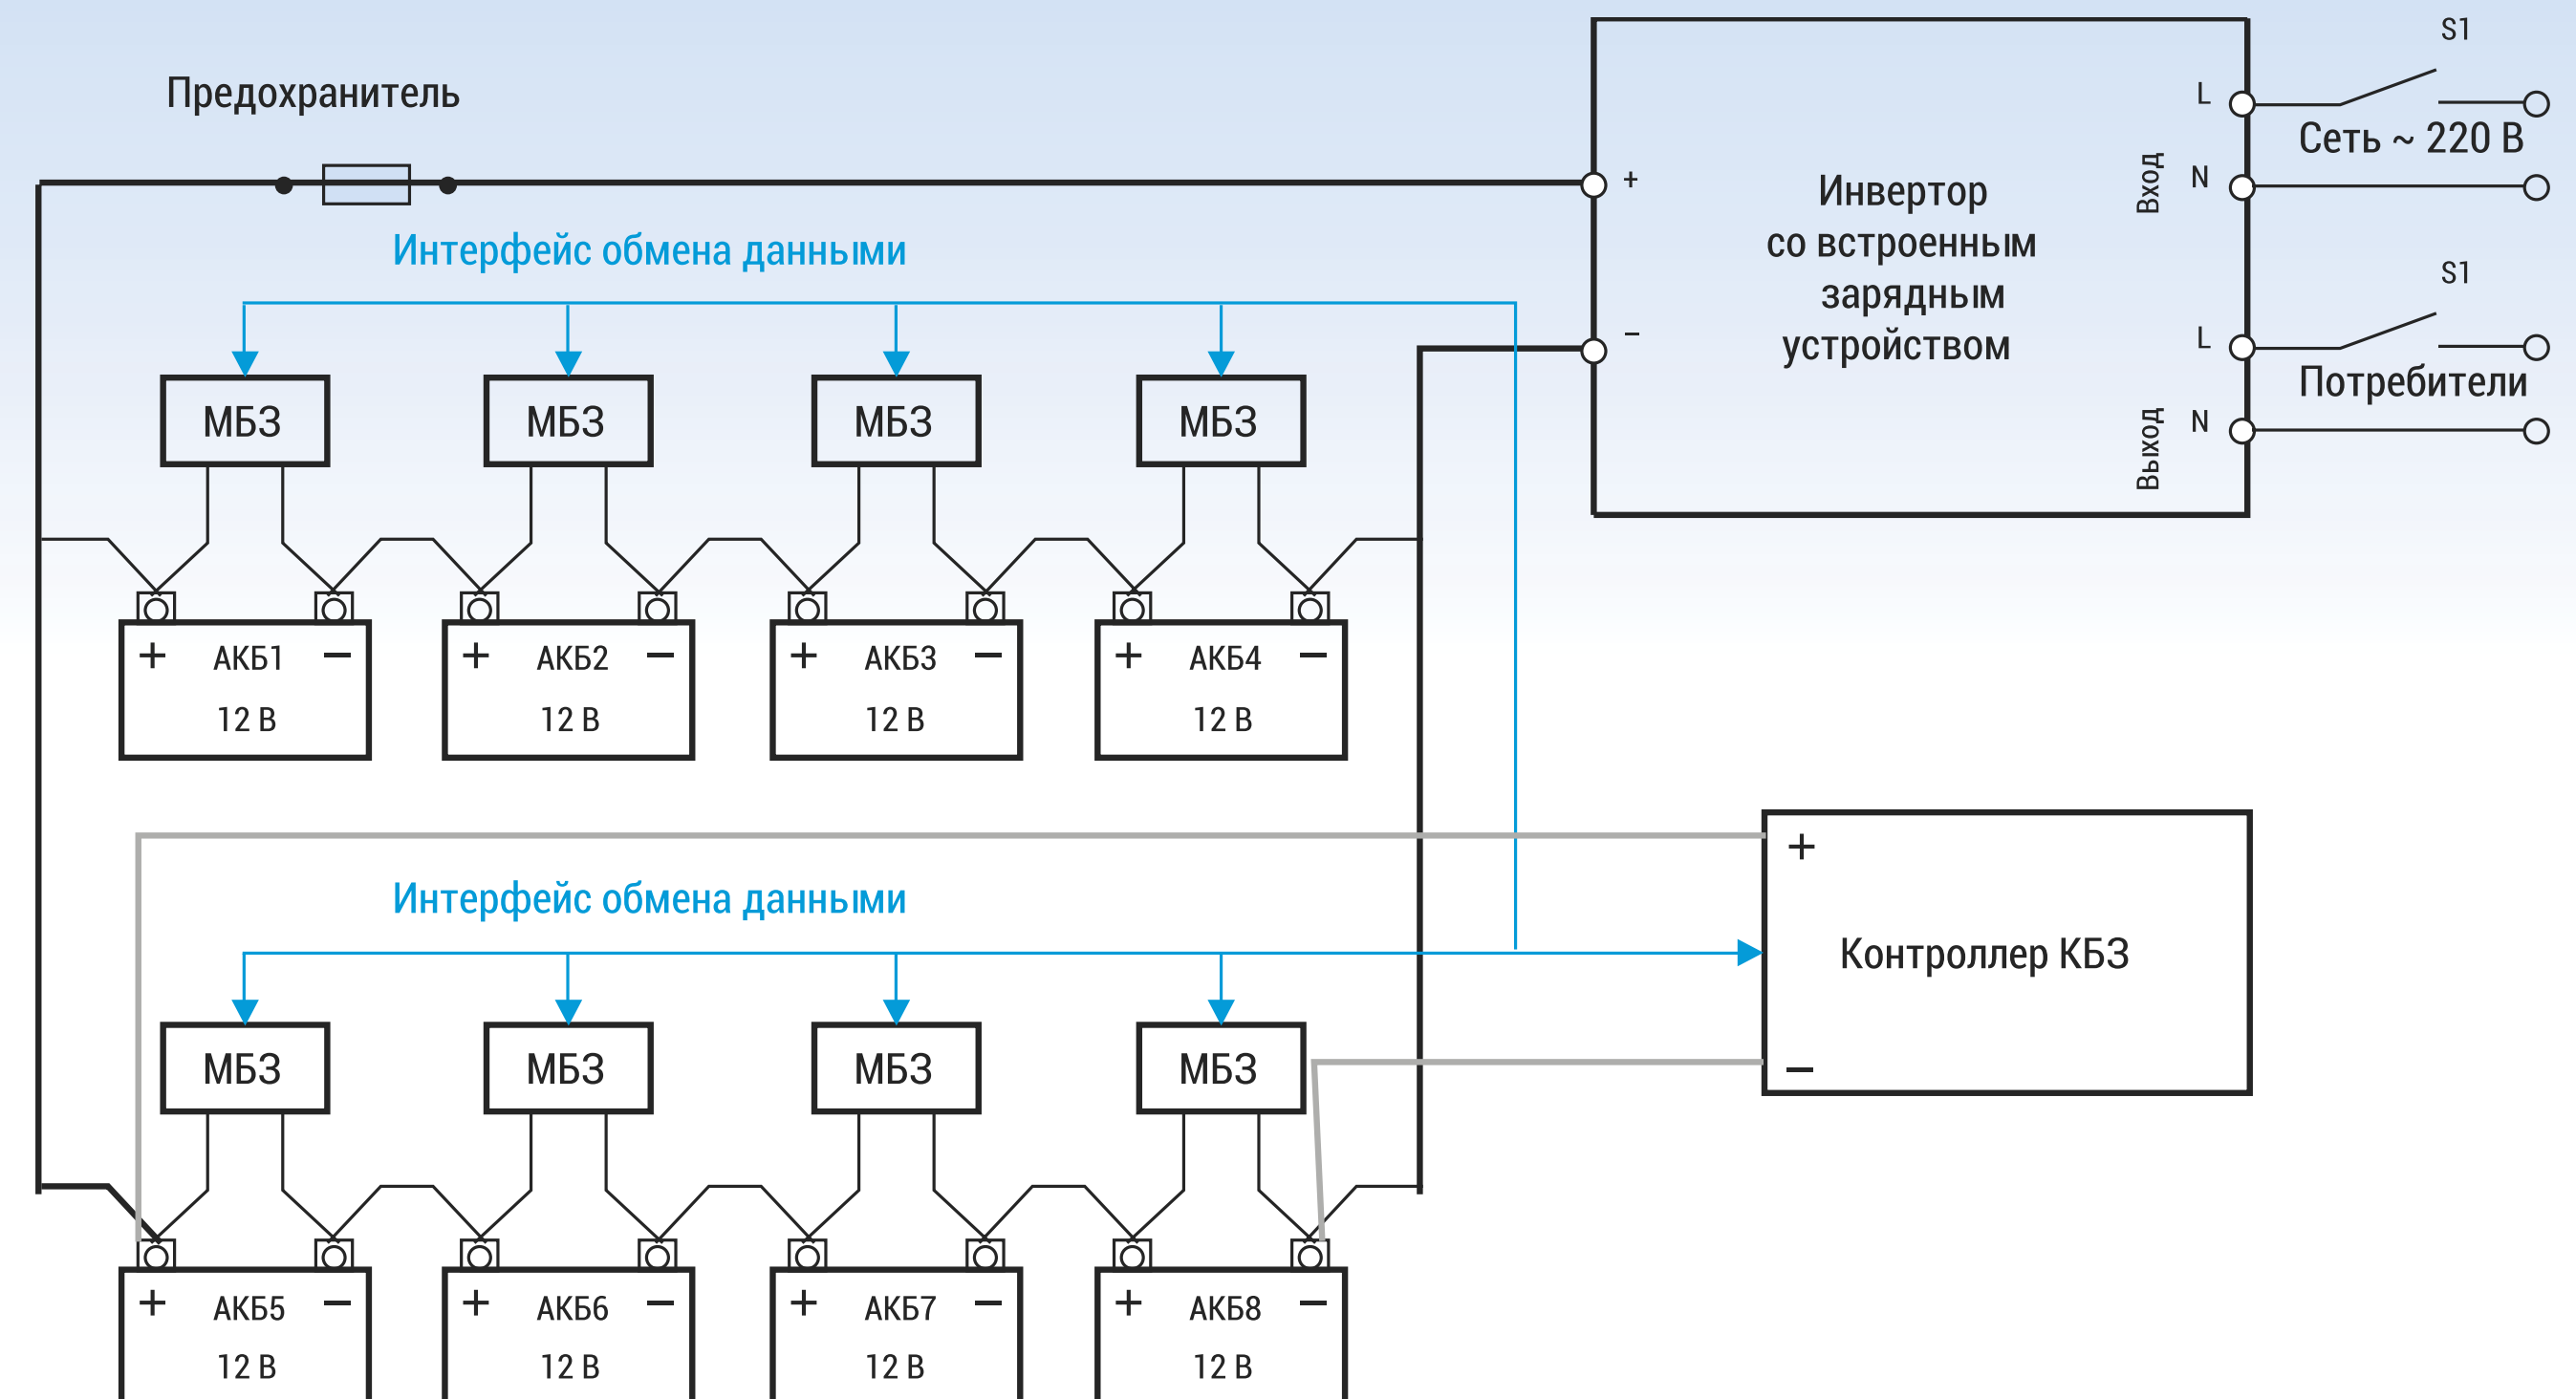 S1
Предохранитель
L
Сеть ~ 220 В
Вход
N
+
Инвертор
со встроенным
зарядным
устройством
Интерфейс обмена данными
S1
–
L
Потребители
Выход
N
МБЗ МБЗ МБЗ МБЗ
+ АКБ1 – + АКБ2 – + АКБ3 – + АКБ4 –
12 В 12 В 12 В 12 В
+
Интерфейс обмена данными
Контроллер КБЗ
–
МБЗ МБЗ МБЗ МБЗ
+ АКБ5 – + АКБ6 – + АКБ7 – + АКБ8 –
12 В 12 В 12 В 12 В